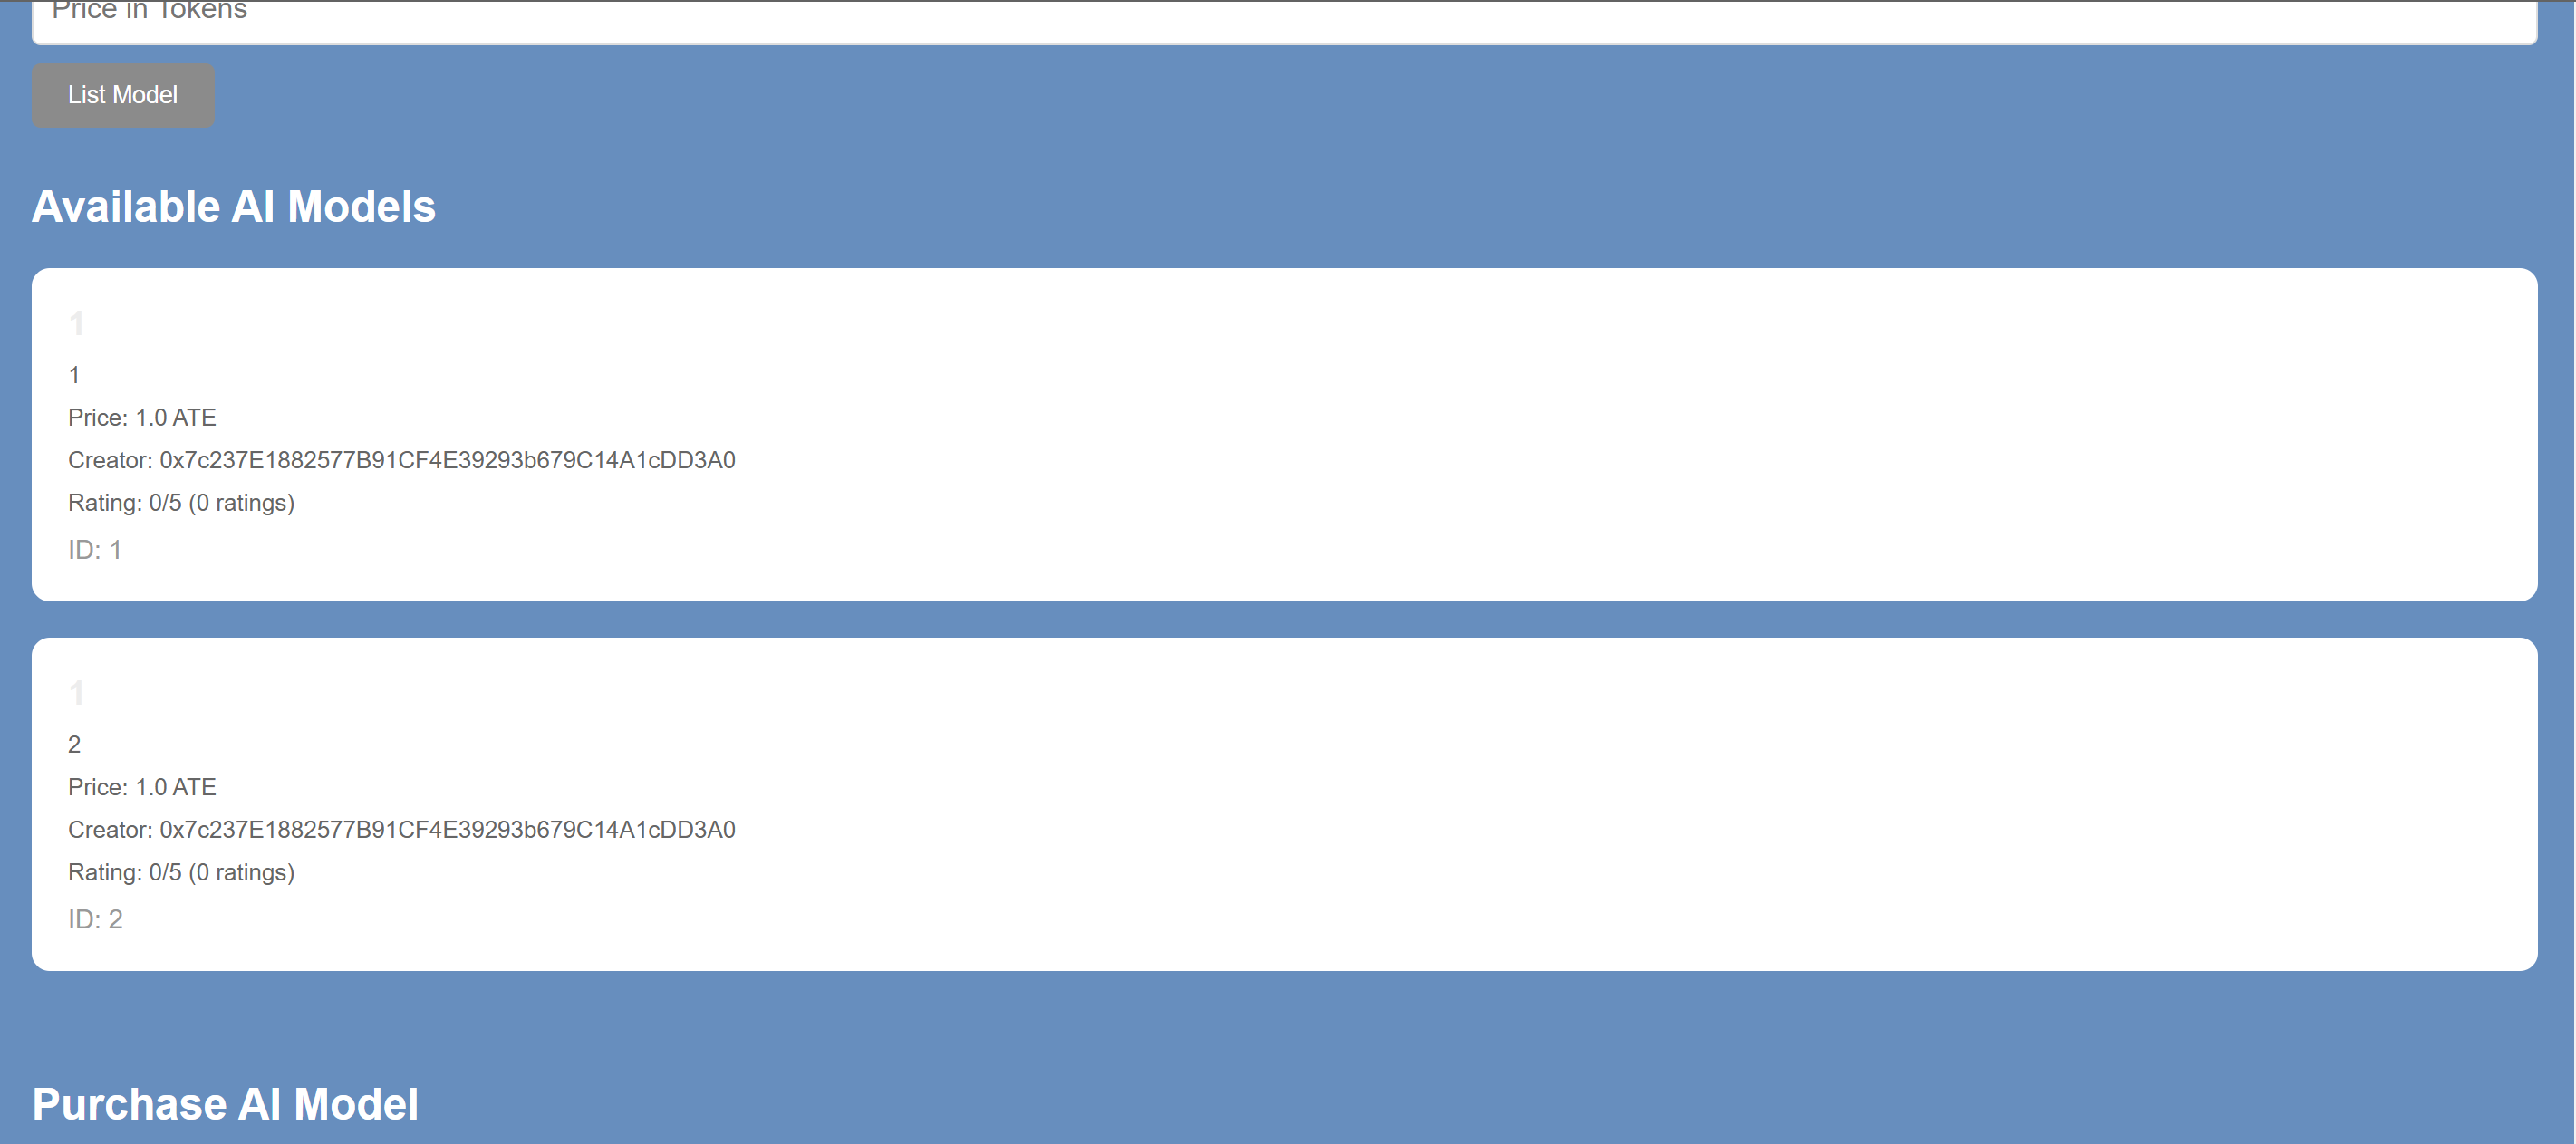 Price in Tokens
List Model
Available AI Models
1
1
Price: 1.0 ATE
Creator: 0x7c237E1882577B91CF4E39293b679C14A1cDD3A0
Rating: 0/5 (0 ratings)
ID: 1
1
2
Price: 1.0 ATE
Creator: 0x7c237E1882577B91CF4E39293b679C14A1cDD3A0
Rating: 0/5 (0 ratings)
ID: 2
Purchase AI Model